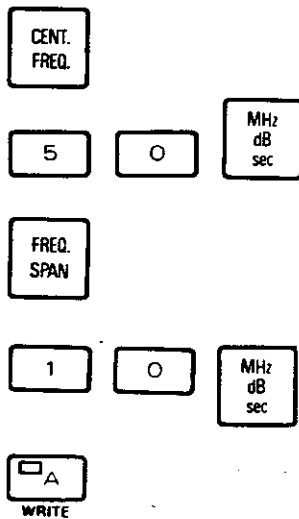 CENT.
FREQ.
5 0 MHz
dB
sec
FREQ.
SPAN
1 0 MHz
dB
sec
A
WRITE